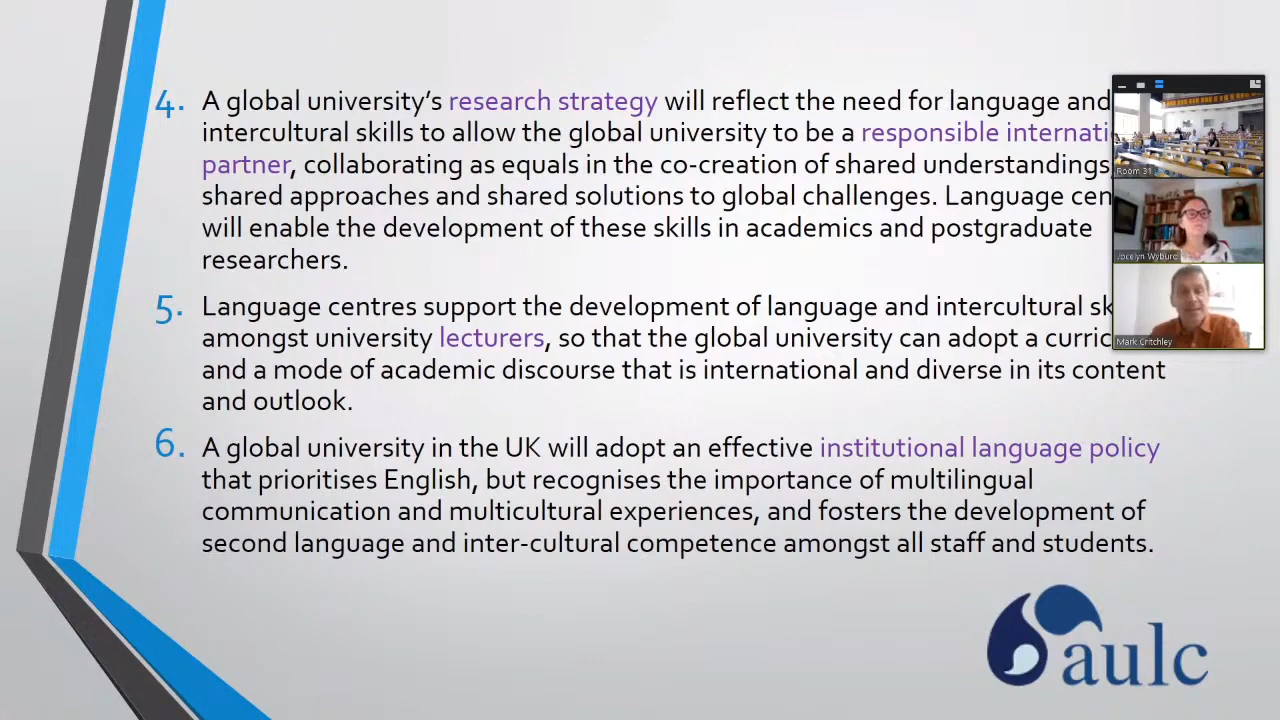 4. A global university's research strategy will reflect the need for language and
intercultural skills to allow the global university to be a responsible internati
partner, collaborating as equals in the co-creation of shared understandings,
shared approaches and shared solutions to global challenges. Language cen
will enable the development of these skills in academics and postgraduate
researchers.
5. Language centres support the development of language and intercultural sk
amongst university lecturers, so that the global university can adopt a curric
and a mode of academic discourse that is international and diverse in its content
and outlook.
6. A global university in the UK will adopt an effective institutional language policy
that prioritises English, but recognises the importance of multilingual
communication and multicultural experiences, and fosters the development of
second language and inter-cultural competence amongst all staff and students.
Room 31
Jocelyn Wyburd
Mark Critchley
aulc